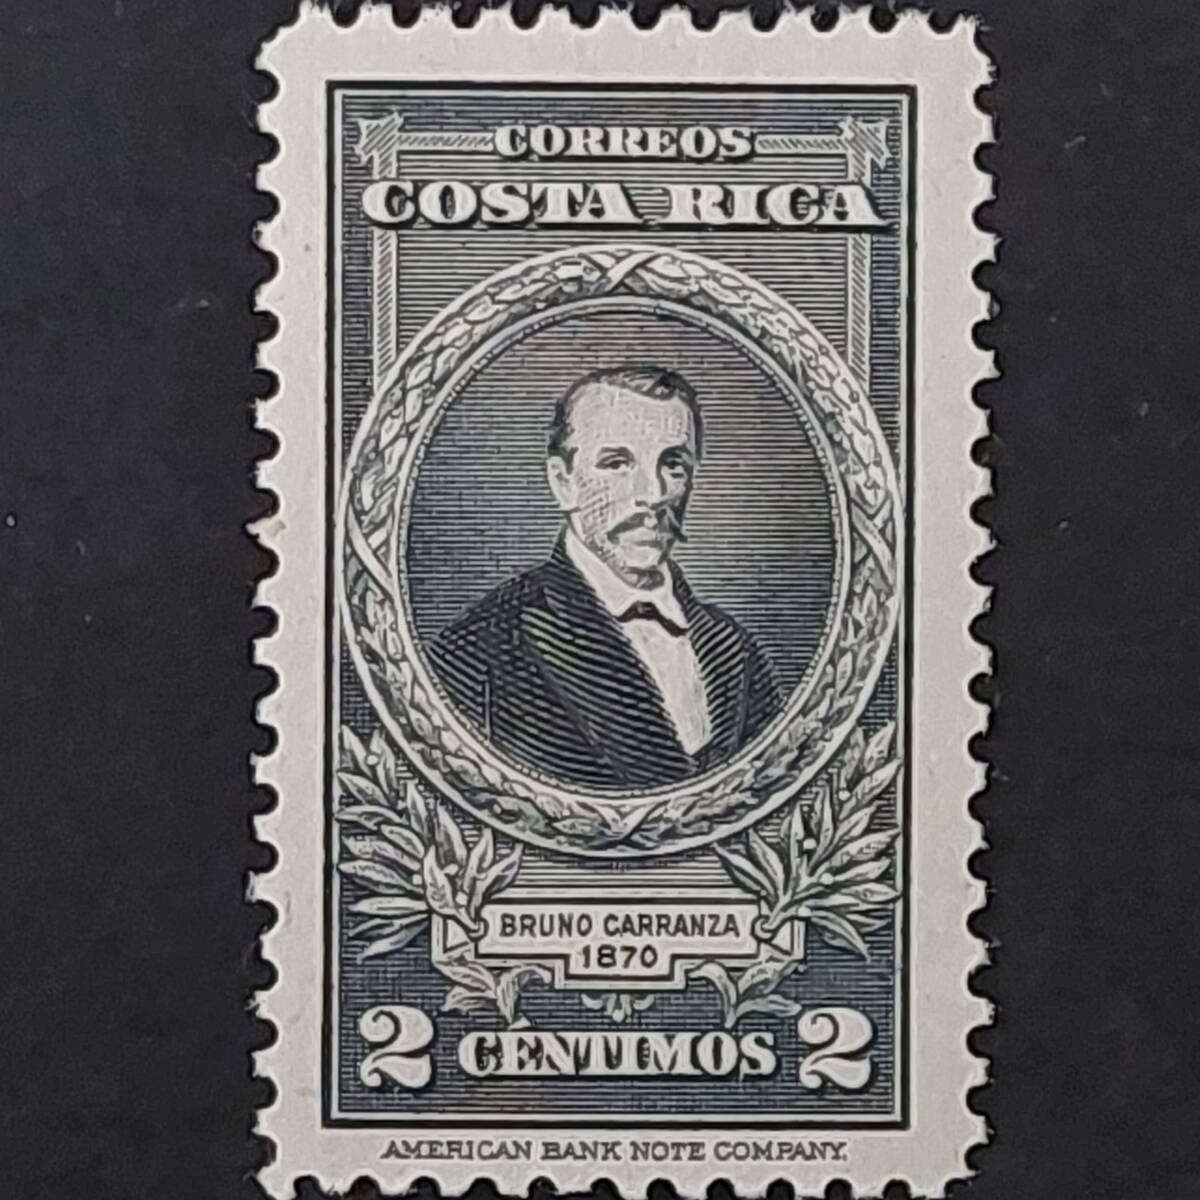 CORREOS
COSTA RICA
BRUNO CARRANZA
1870
2 CENTIMOS 2
AMERICAN BANK NOTE COMPANY.